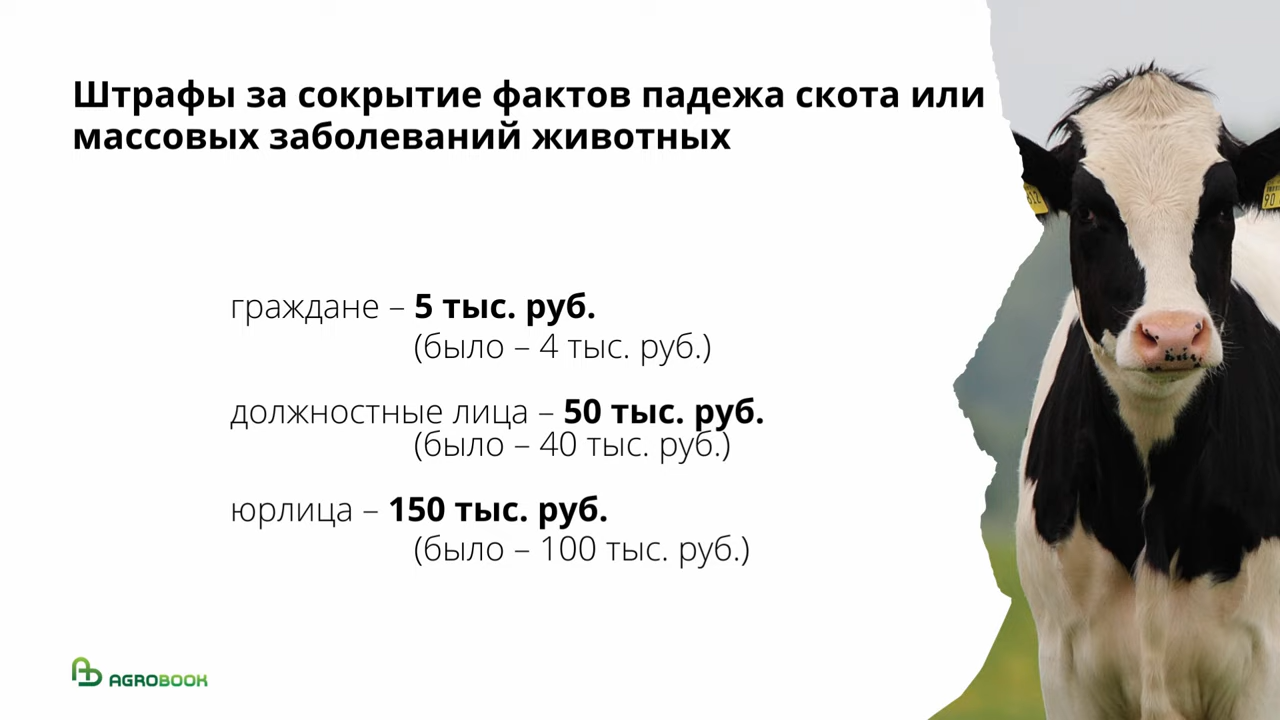 Штрафы за сокрытие фактов падежа скота или
массовых заболеваний животных
граждане – 5 тыс. руб.
(было – 4 тыс. руб.)
должностные лица – 50 тыс. руб.
(было – 40 тыс. руб.)
юрлица – 150 тыс. руб.
(было – 100 тыс. руб.)
AGROBOOK
90